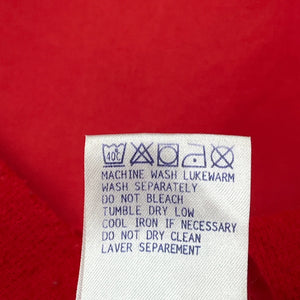 40C
MACHINE WASH LUKEWARM
WASH SEPARATELY
DO NOT BLEACH
TUMBLE DRY LOW
COOL IRON IF NECESSARY
DO NOT DRY CLEAN
LAVER SEPAREMENT